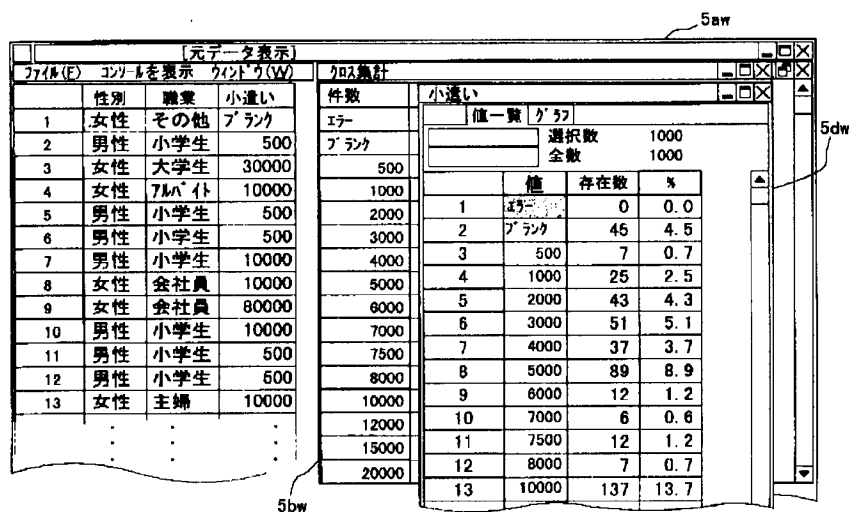 5aw
[元データ表示]
ファイル(E) コンソールを表示 ウィンドウ(W)
性別 職業 小遣い
1 女性 その他 ブランク
2 男性 小学生 500
3 女性 大学生 30000
4 女性 アルバイト 10000
5 男性 小学生 500
6 男性 小学生 500
7 男性 小学生 10000
8 女性 会社員 10000
9 女性 会社員 80000
10 男性 小学生 10000
11 男性 小学生 500
12 男性 小学生 500
13 女性 主婦 10000
クロス集計
件数
エラー
ブランク
500
1000
2000
3000
4000
5000
6000
7000
7500
8000
10000
12000
15000
20000
5bw
小遣い
値一覧 グラフ
選択数 1000
全数 1000
値 存在数 %
1 エラー 0 0.0
2 ブランク 45 4.5
3 500 7 0.7
4 1000 25 2.5
5 2000 43 4.3
6 3000 51 5.1
7 4000 37 3.7
8 5000 89 8.9
9 6000 12 1.2
10 7000 6 0.6
11 7500 12 1.2
12 8000 7 0.7
13 10000 137 13.7
5dw